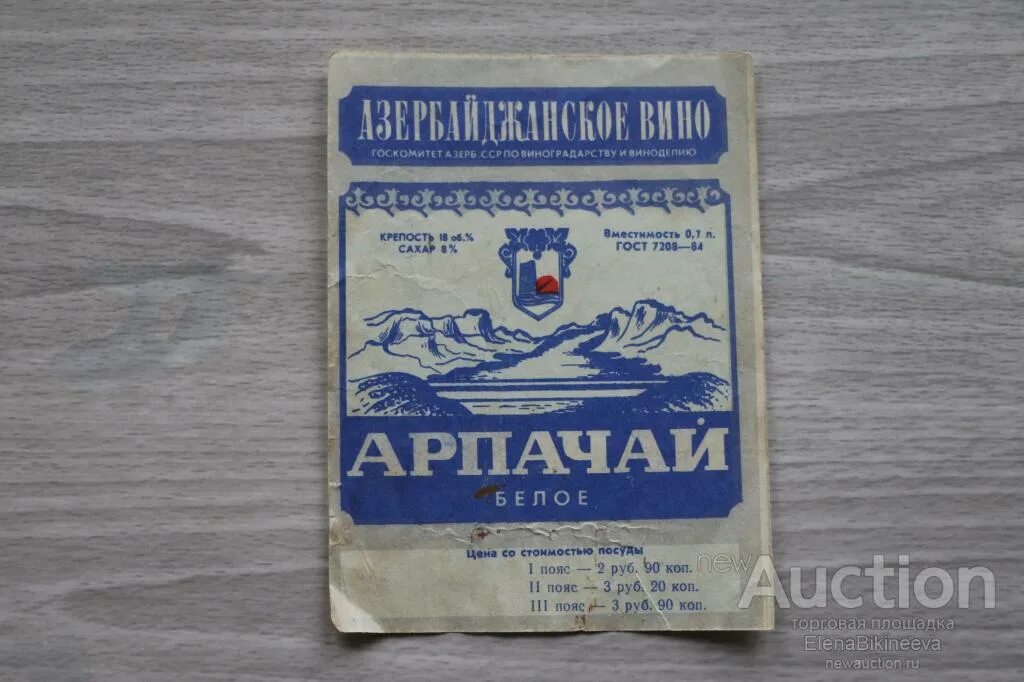 АЗЕРБАЙДЖАНСКОЕ ВИНО
ГОСКОМИТЕТ АЗЕРБ. ССР ПО ВИНОГРАДАРСТВУ И ВИНОДЕЛИЮ
КРЕПОСТЬ 18 об.%
САХАР 8%
Вместимость 0,7 л.
ГОСТ 7208—84
АРПАЧАЙ
БЕЛОЕ
Цена со стоимостью посуды
I пояс — 2 руб. 90 коп.
II пояс — 3 руб. 20 коп.
III пояс — 3 руб. 90 коп.
new Auction
торговая площадка
ElenaBikineeva
newauction.ru